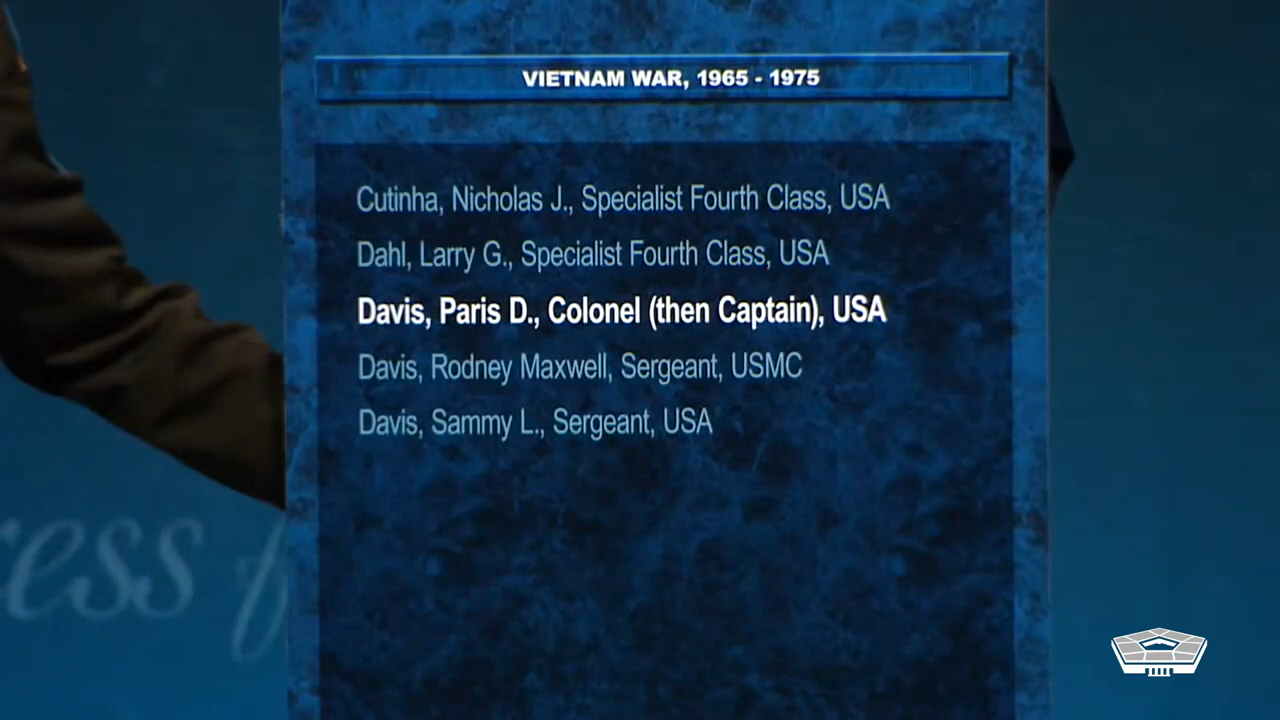 VIETNAM WAR, 1965 - 1975
Cutinha, Nicholas J., Specialist Fourth Class, USA
Dahl, Larry G., Specialist Fourth Class, USA
Davis, Paris D., Colonel (then Captain), USA
Davis, Rodney Maxwell, Sergeant, USMC
Davis, Sammy L., Sergeant, USA